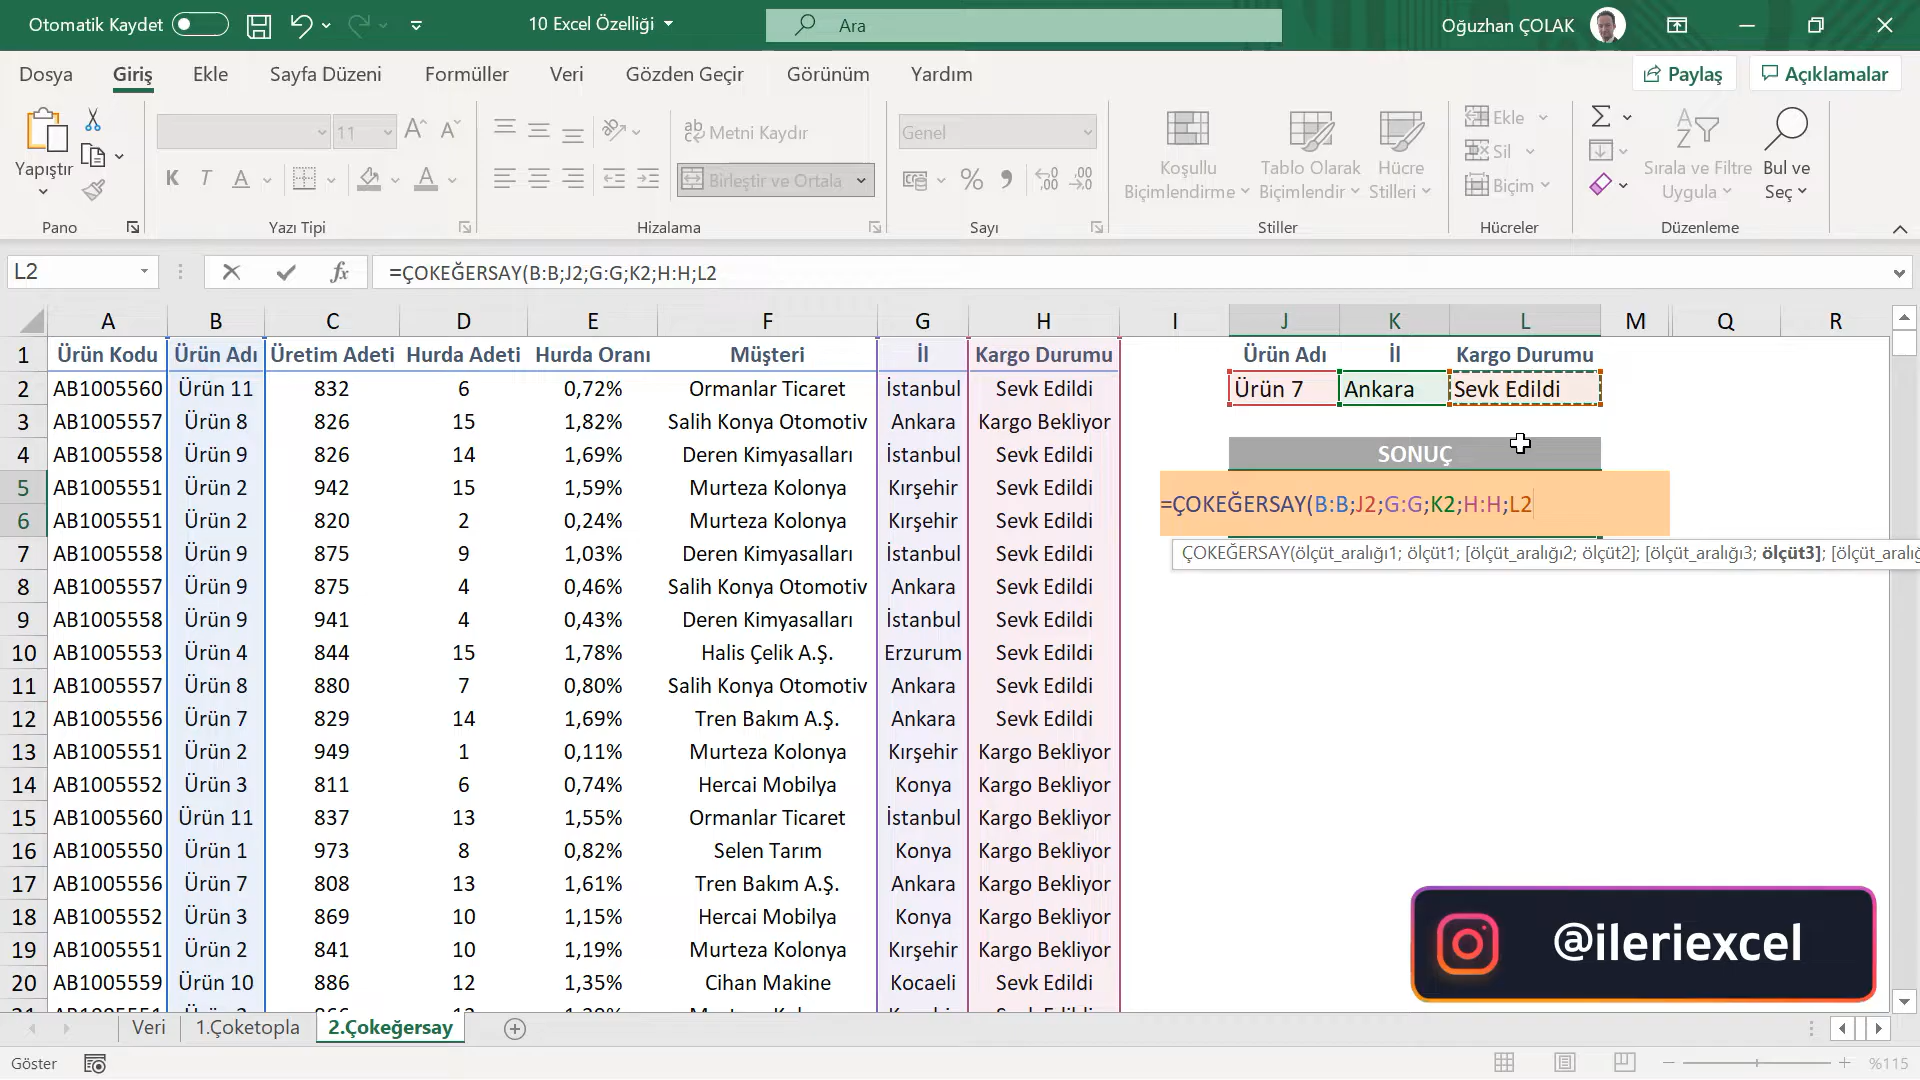 Otomatik Kaydet
10 Excel Özelliği
Ara
Oğuzhan ÇOLAK
Dosya Giriş Ekle Sayfa Düzeni Formüller Veri Gözden Geçir Görünüm Yardım
Paylaş Açıklamalar
Yapıştır
Pano
11
K T A
Yazı Tipi
Metni Kaydır
Birleştir ve Ortala
Hizalama
Genel
Sayı
Koşullu Biçimlendirme
Tablo Olarak Biçimlendir
Hücre Stilleri
Stiller
Ekle
Sil
Biçim
Hücreler
Sırala ve Filtre Uygula
Bul ve Seç
Düzenleme
L2 fx =ÇOKEĞERSAY(B:B;J2;G:G;K2;H:H;L2
A B C D E F G H I J K L M Q R
1 Ürün Kodu Ürün Adı Üretim Adeti Hurda Adeti Hurda Oranı Müşteri İl Kargo Durumu Ürün Adı İl Kargo Durumu
2 AB1005560 Ürün 11 832 6 0,72% Ormanlar Ticaret İstanbul Sevk Edildi Ürün 7 Ankara Sevk Edildi
3 AB1005557 Ürün 8 826 15 1,82% Salih Konya Otomotiv Ankara Kargo Bekliyor
4 AB1005558 Ürün 9 826 14 1,69% Deren Kimyasalları İstanbul Sevk Edildi SONUÇ
5 AB1005551 Ürün 2 942 15 1,59% Murteza Kolonya Kırşehir Sevk Edildi
=ÇOKEĞERSAY(B:B;J2;G:G;K2;H:H;L2
6 AB1005551 Ürün 2 820 2 0,24% Murteza Kolonya Kırşehir Sevk Edildi
7 AB1005558 Ürün 9 875 9 1,03% Deren Kimyasalları İstanbul Sevk Edildi
ÇOKEĞERSAY(ölçüt_aralığı1; ölçüt1; [ölçüt_aralığı2; ölçüt2]; [ölçüt_aralığı3; ölçüt3]; [ölçüt_aralığ
8 AB1005557 Ürün 9 875 4 0,46% Salih Konya Otomotiv Ankara Sevk Edildi
9 AB1005558 Ürün 9 941 4 0,43% Deren Kimyasalları İstanbul Sevk Edildi
10 AB1005553 Ürün 4 844 15 1,78% Halis Çelik A.Ş. Erzurum Sevk Edildi
11 AB1005557 Ürün 8 880 7 0,80% Salih Konya Otomotiv Ankara Sevk Edildi
12 AB1005556 Ürün 7 829 14 1,69% Tren Bakım A.Ş. Ankara Sevk Edildi
13 AB1005551 Ürün 2 949 1 0,11% Murteza Kolonya Kırşehir Kargo Bekliyor
14 AB1005552 Ürün 3 811 6 0,74% Hercai Mobilya Konya Kargo Bekliyor
15 AB1005560 Ürün 11 837 13 1,55% Ormanlar Ticaret İstanbul Kargo Bekliyor
16 AB1005550 Ürün 1 973 8 0,82% Selen Tarım Konya Kargo Bekliyor
17 AB1005556 Ürün 7 808 13 1,61% Tren Bakım A.Ş. Ankara Kargo Bekliyor
18 AB1005552 Ürün 3 869 10 1,15% Hercai Mobilya Konya Kargo Bekliyor
19 AB1005551 Ürün 2 841 10 1,19% Murteza Kolonya Kırşehir Kargo Bekliyor
20 AB1005559 Ürün 10 886 12 1,35% Cihan Makine Kocaeli Sevk Edildi
@ileriexcel
Veri 1.Çoketopla 2.Çokeğersay
Göster
%115